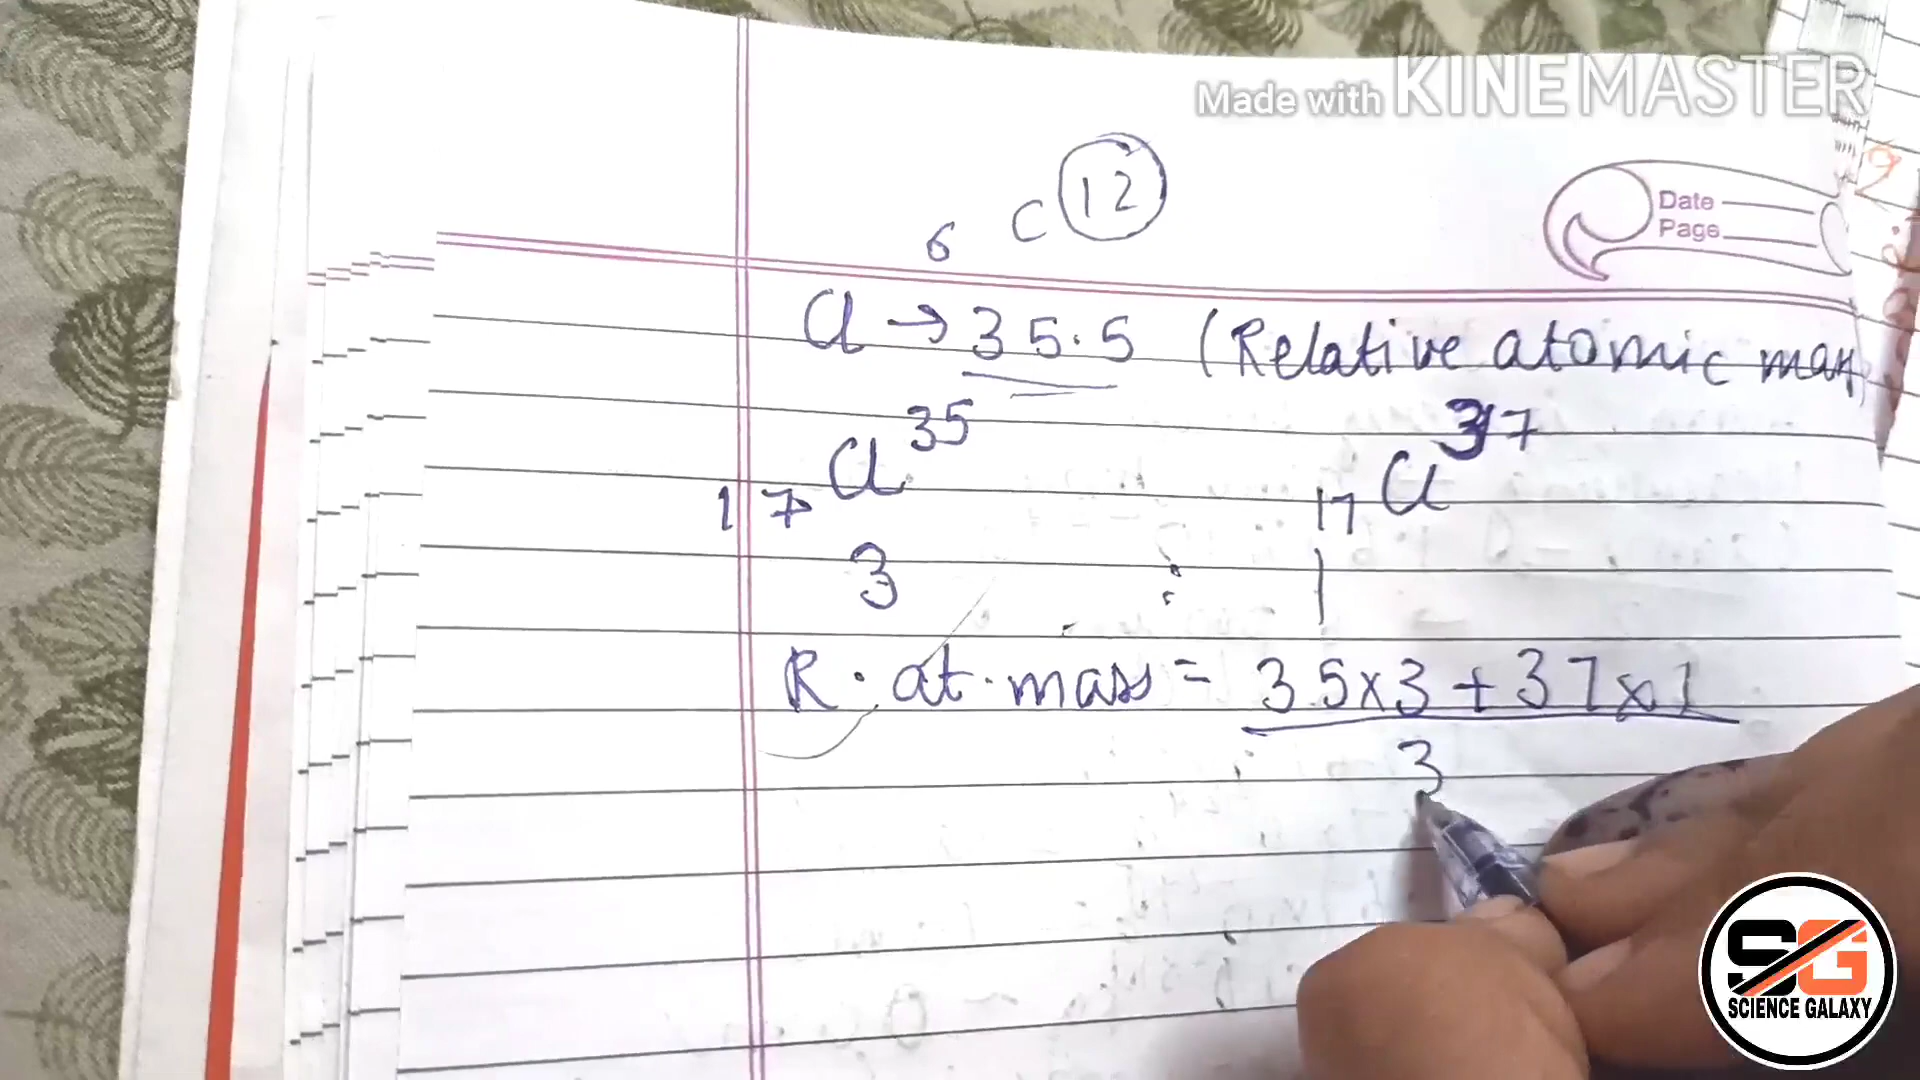 Made with KINEMASTER
6 C 12
Date
Page
Cl → 35.5 (Relative atomic mass
17 Cl 35 17 Cl 37
3 : 1
R. at. mass = 35x3 + 37x1
3
SG
SCIENCE GALAXY